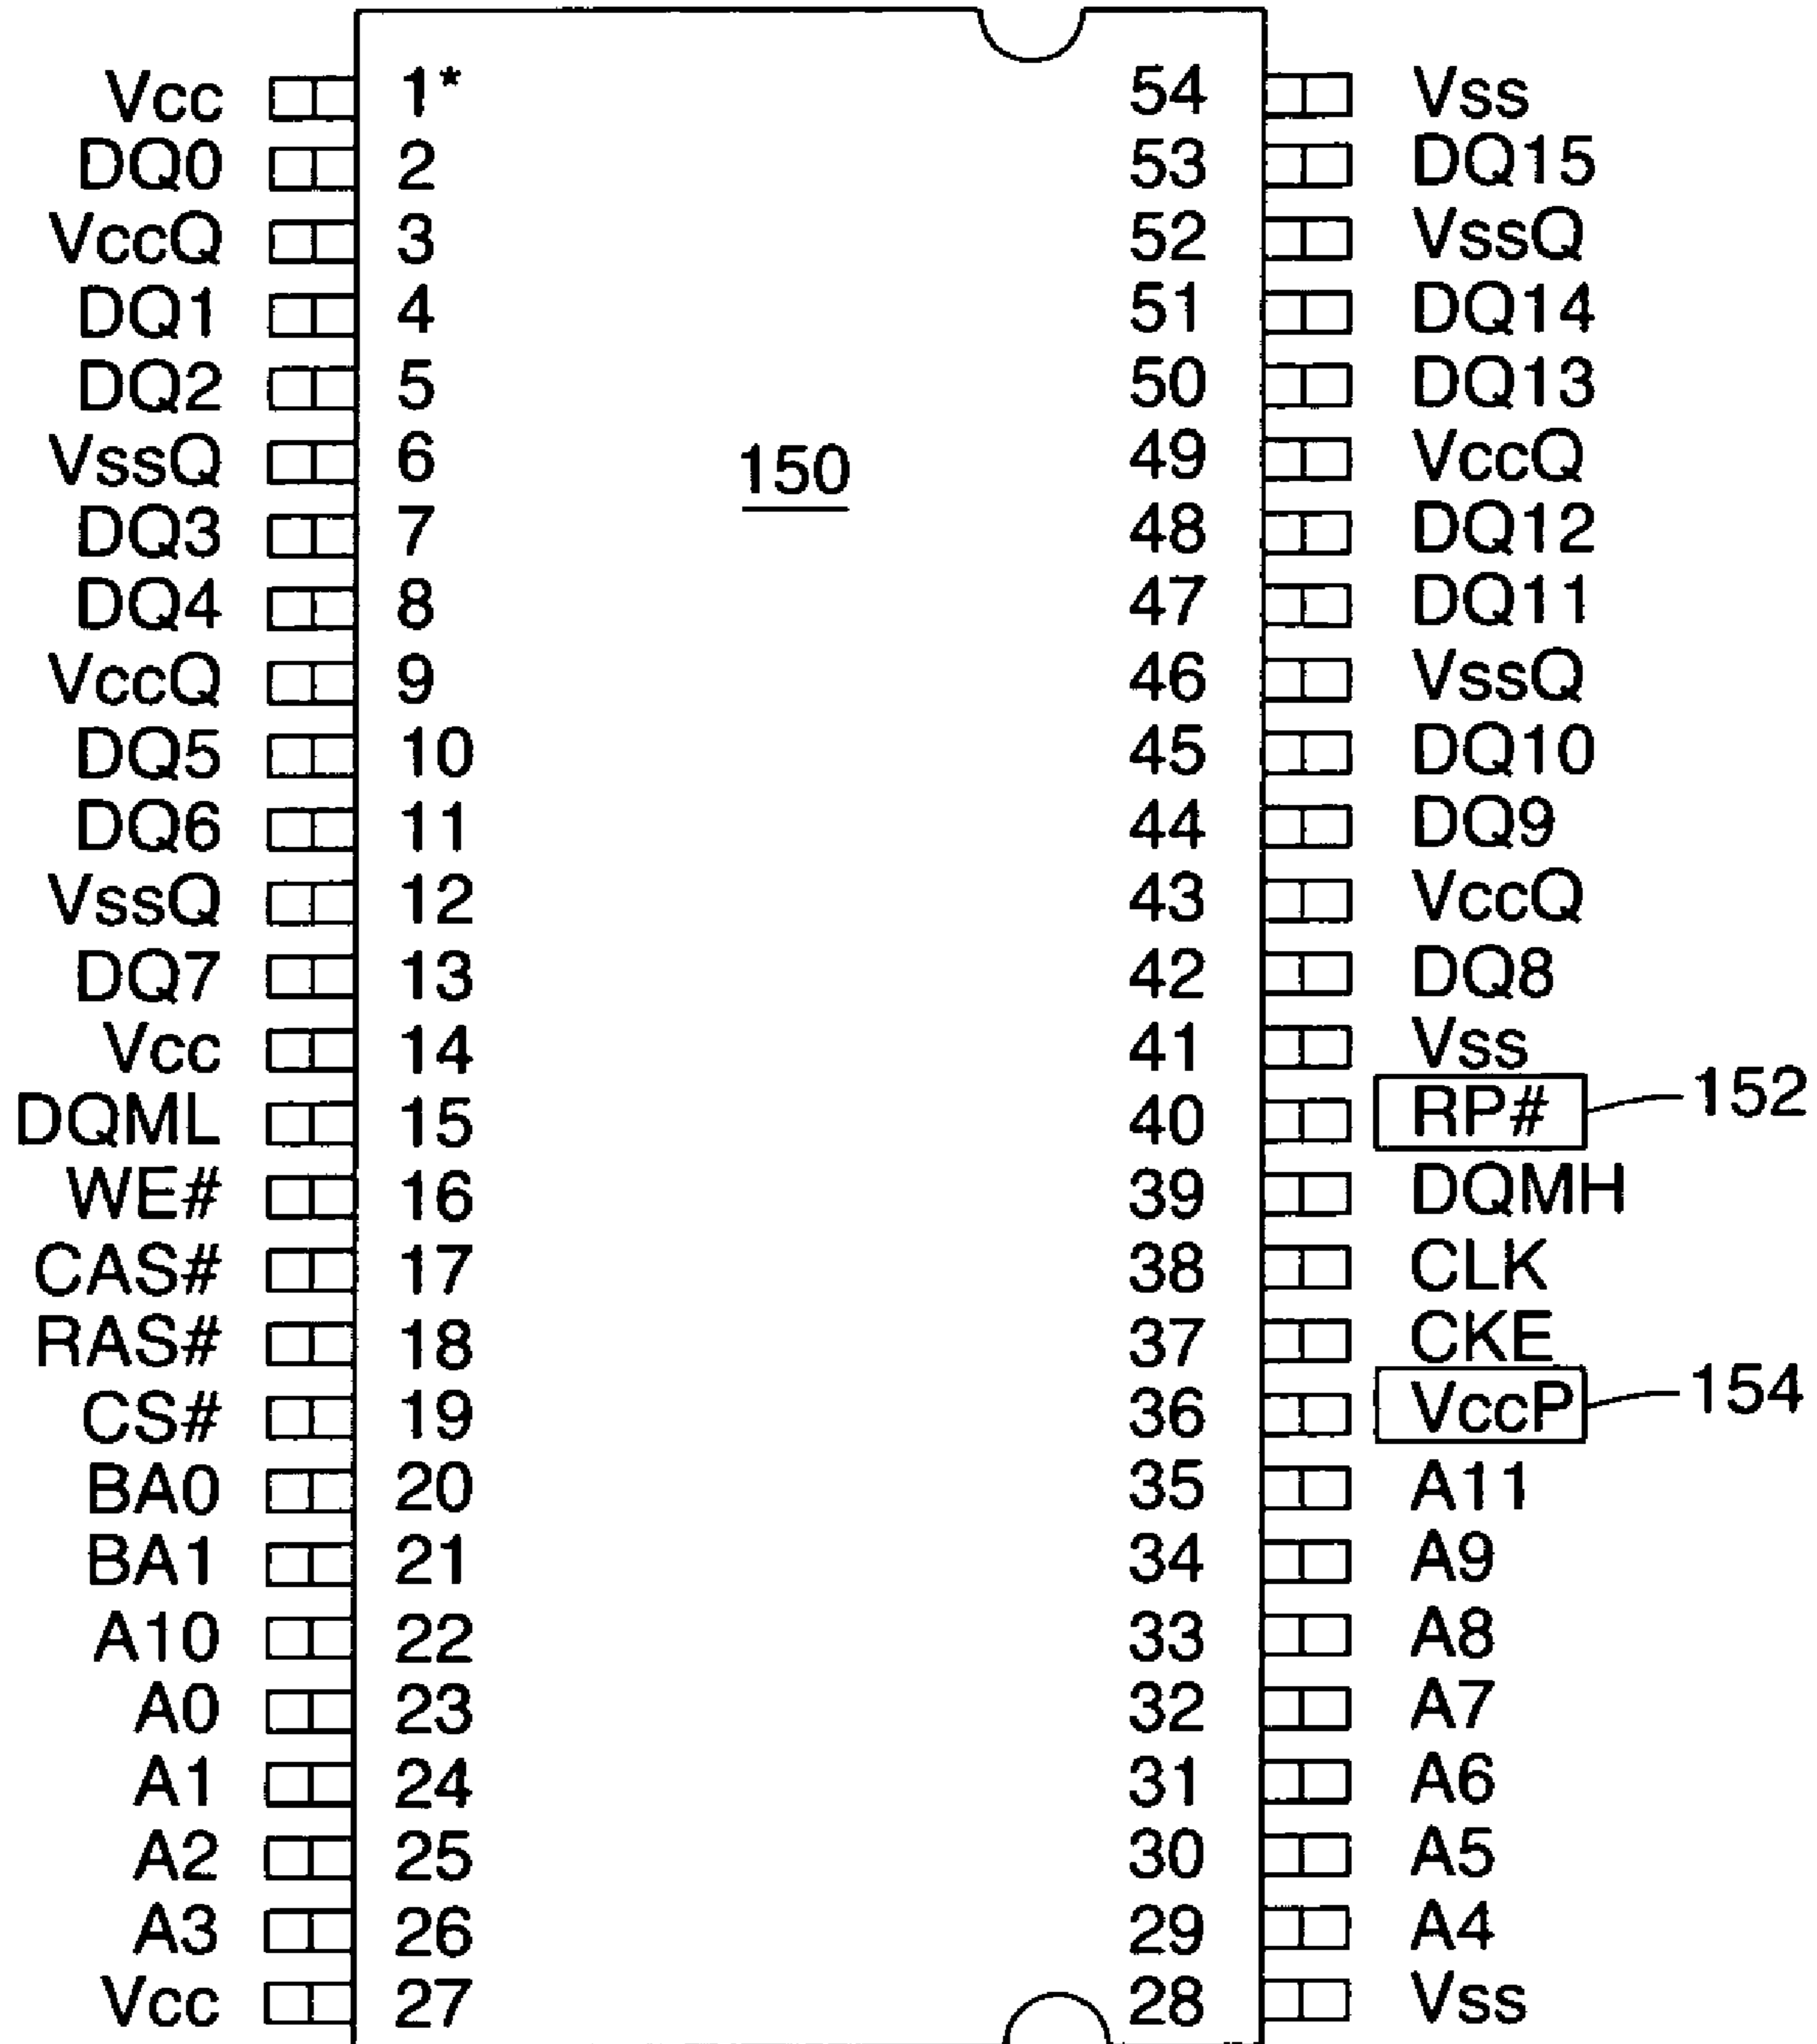 Vcc 1* 54 Vss
DQ0 2 53 DQ15
VccQ 3 52 VssQ
DQ1 4 51 DQ14
DQ2 5 50 DQ13
VssQ 6 150 49 VccQ
DQ3 7 48 DQ12
DQ4 8 47 DQ11
VccQ 9 46 VssQ
DQ5 10 45 DQ10
DQ6 11 44 DQ9
VssQ 12 43 VccQ
DQ7 13 42 DQ8
Vcc 14 41 Vss
DQML 15 40 RP# 152
WE# 16 39 DQMH
CAS# 17 38 CLK
RAS# 18 37 CKE
CS# 19 36 VccP 154
BA0 20 35 A11
BA1 21 34 A9
A10 22 33 A8
A0 23 32 A7
A1 24 31 A6
A2 25 30 A5
A3 26 29 A4
Vcc 27 28 Vss